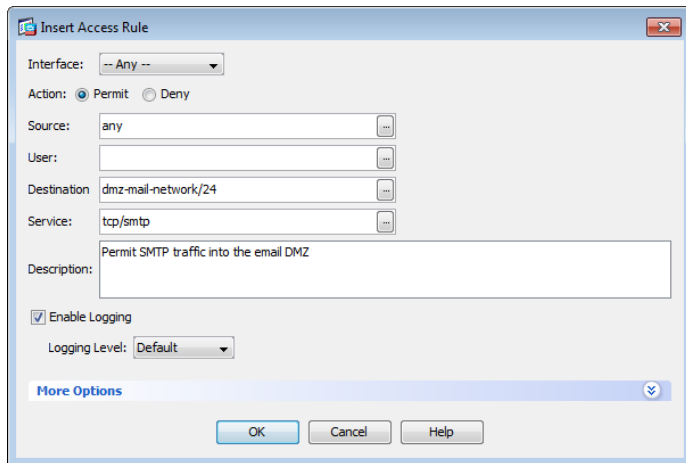 Insert Access Rule
Interface: -- Any --
Action: Permit Deny
Source: any ...
User: ...
Destination dmz-mail-network/24 ...
Service: tcp/smtp ...
Description: Permit SMTP traffic into the email DMZ
Enable Logging
Logging Level: Default
More Options
OK Cancel Help